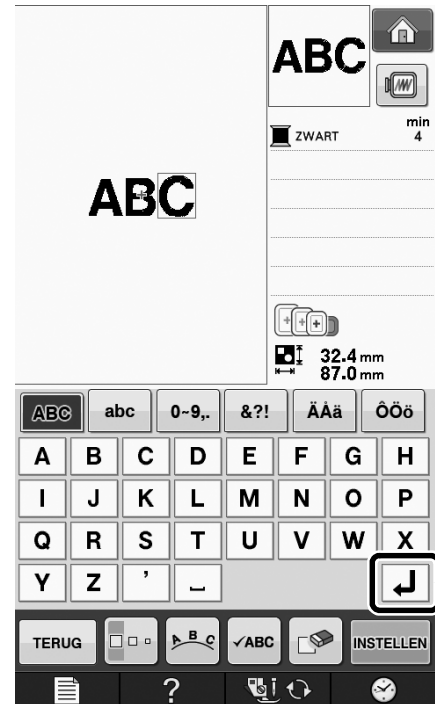 ABC
min
ZWART 4
ABC
32.4 mm
87.0 mm
ABC abc 0~9,. &?! ÄÅä ÔÖö
A B C D E F G H
I J K L M N O P
Q R S T U V W X
Y Z ' ⎵ ↵
TERUG A B C ✓ABC INSTELLEN
?